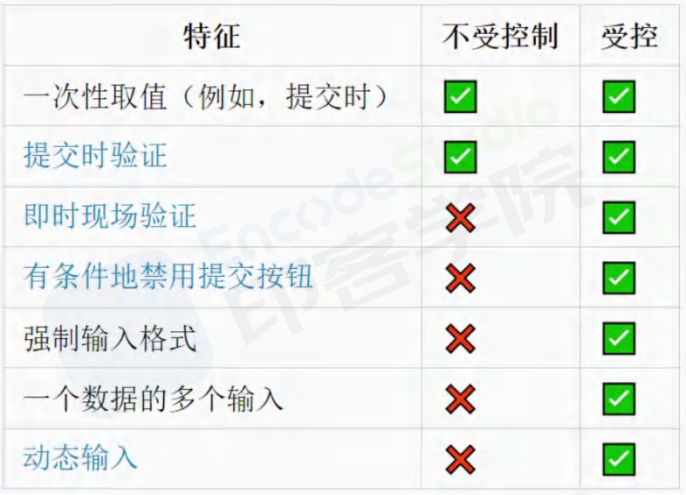 特征 不受控制 受控
一次性取值（例如，提交时） ✅ ✅
提交时验证 ✅ ✅
即时现场验证 ❌ ✅
有条件地禁用提交按钮 ❌ ✅
强制输入格式 ❌ ✅
一个数据的多个输入 ❌ ✅
动态输入 ❌ ✅
EncodeStudio
印客学院